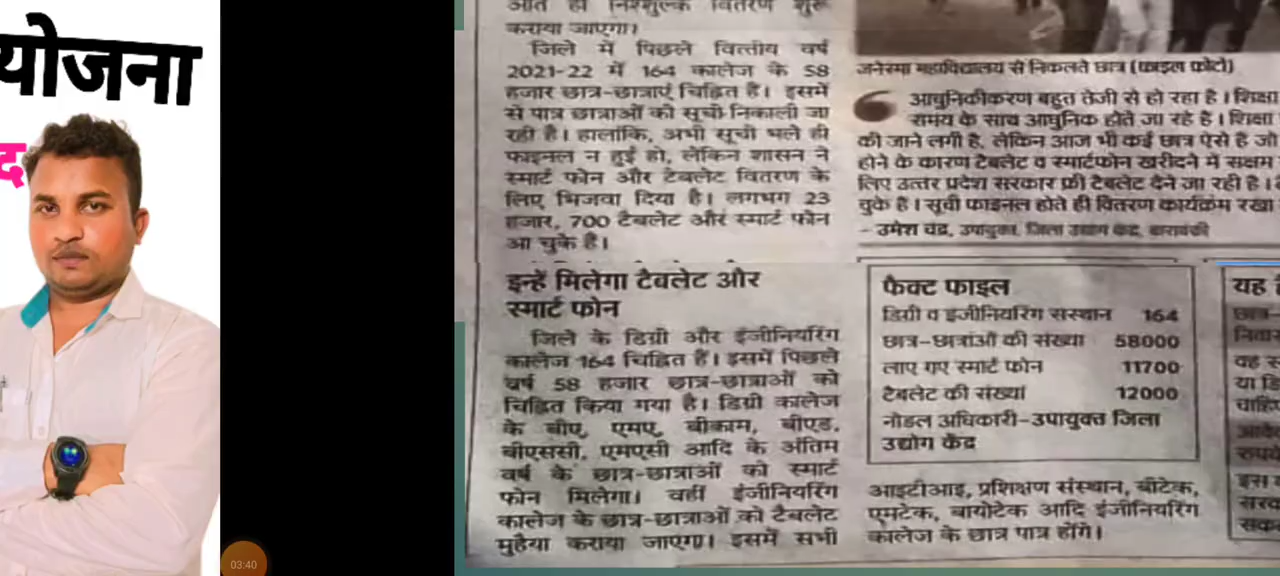 योजना
द
03:40
आते ही निःशुल्क वितरण शुरू
कराया जाएगा।
जिले में पिछले वित्तीय वर्ष
2021-22 में 164 कालेज के 58
हजार छात्र-छात्राएं चिह्नित हैं। इसमें
से पात्र छात्राओं की सूची निकाली जा
रही है। हालांकि, अभी सूची भले ही
फाइनल न हुई हो, लेकिन शासन ने
स्मार्ट फोन और टैबलेट वितरण के
लिए भिजवा दिया है। लगभग 23
हजार, 700 टैबलेट और स्मार्ट फोन
आ चुके हैं।
इन्हें मिलेगा टैबलेट और
स्मार्ट फोन
जिले के डिग्री और इंजीनियरिंग
कालेज 164 चिह्नित हैं। इसमें पिछले
वर्ष 58 हजार छात्र-छात्राओं को
चिह्नित किया गया है। डिग्री कालेज
के बीए, एमए, बीकाम, बीएड,
बीएससी, एमएसी आदि के अंतिम
वर्ष के छात्र-छात्राओं को स्मार्ट
फोन मिलेगा। वहीं इंजीनियरिंग
कालेज के छात्र-छात्राओं को टैबलेट
मुहैया कराया जाएगा। इसमें सभी
जनेस्मा महाविद्यालय से निकलते छात्र (फाइल फोटो)
आधुनिकीकरण बहुत तेजी से हो रहा है। शिक्षा
समय के साथ आधुनिक होते जा रहे है। शिक्षा
की जाने लगी है, लेकिन आज भी कई छात्र ऐसे है जो
होने के कारण टैबलेट व स्मार्टफोन खरीदने में सक्षम
लिए उत्तर प्रदेश सरकार फ्री टैबलेट देने जा रही है।
चुके है। सूची फाइनल होते ही वितरण कार्यक्रम रखा
- उमेश चंद्र, उपायुक्त, जिला उद्योग केंद्र, बाराबंकी
फैक्ट फाइल
डिग्री व इंजीनियरिंग संस्थान 164
छात्र-छात्रांओं की संख्या 58000
लाए गए स्मार्ट फोन 11700
टैबलेट की संख्यां 12000
नोडल अधिकारी-उपायुक्त जिला
उद्योग केंद्र
आइटीआइ, प्रशिक्षण संस्थान, बीटेक,
एमटेक, बायोटेक आदि इंजीनियरिंग
कालेज के छात्र पात्र होंगे।
यह
छात्र-
निवास
वह
या डि
चाहि
रुपये
इस